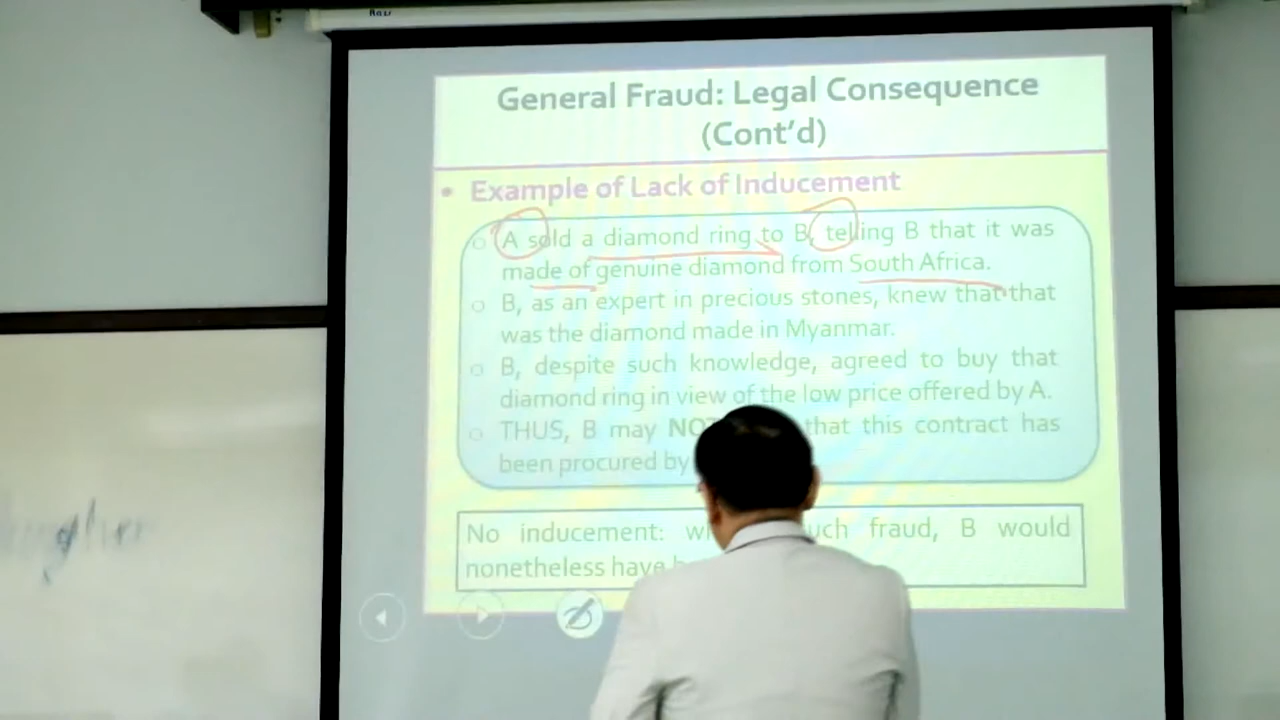 General Fraud: Legal Consequence
(Cont'd)
• Example of Lack of Inducement
o A sold a diamond ring to B, telling B that it was
made of genuine diamond from South Africa.
o B, as an expert in precious stones, knew that that
was the diamond made in Myanmar.
o B, despite such knowledge, agreed to buy that
diamond ring in view of the low price offered by A.
o THUS, B may that this contract has
been procured by
No inducement: fraud, B would
nonetheless have